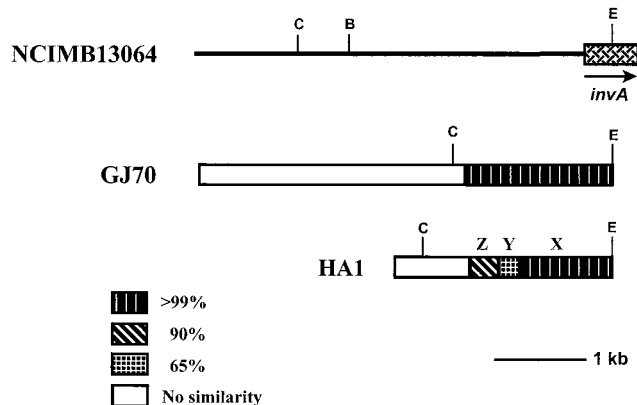 C B E
NCIMB13064
invA
C E
GJ70
C Z Y X E
HA1
>99%
90%
65%
No similarity
1 kb